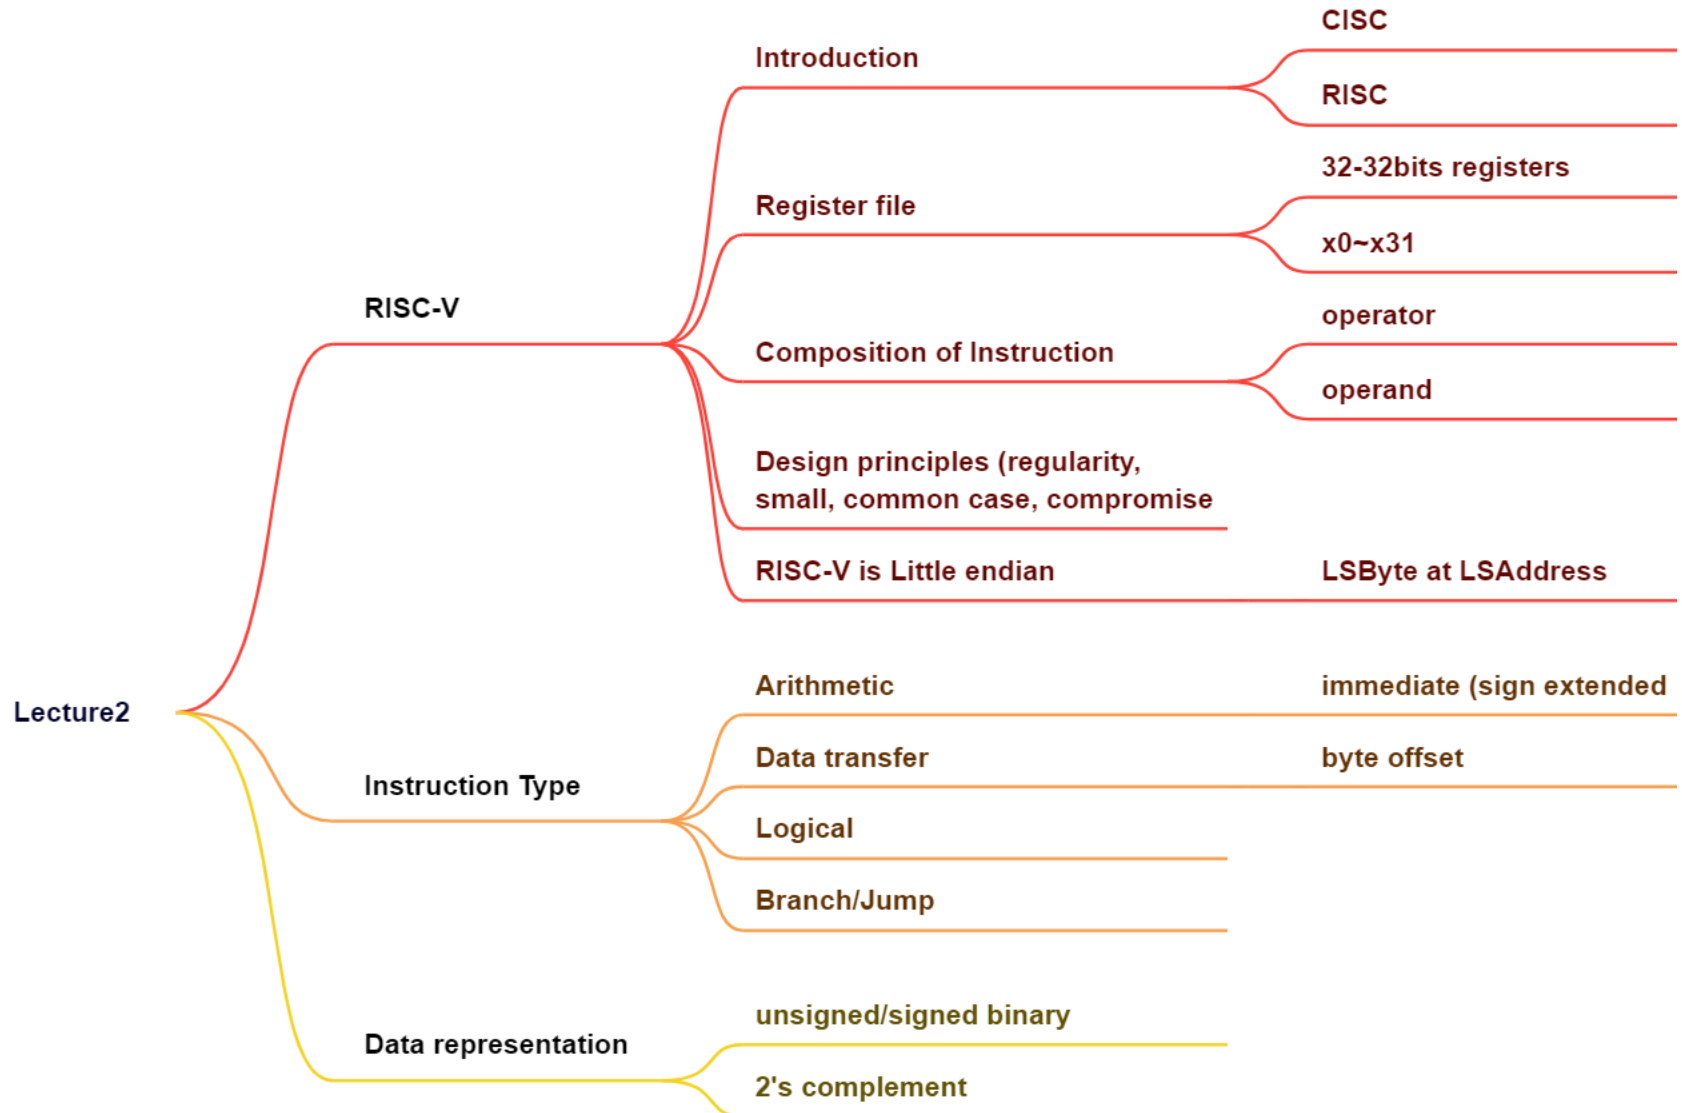 Lecture2
RISC-V
Introduction
CISC
RISC
Register file
32-32bits registers
x0~x31
Composition of Instruction
operator
operand
Design principles (regularity,
small, common case, compromise
RISC-V is Little endian
LSByte at LSAddress
Instruction Type
Arithmetic
immediate (sign extended
Data transfer
byte offset
Logical
Branch/Jump
Data representation
unsigned/signed binary
2's complement